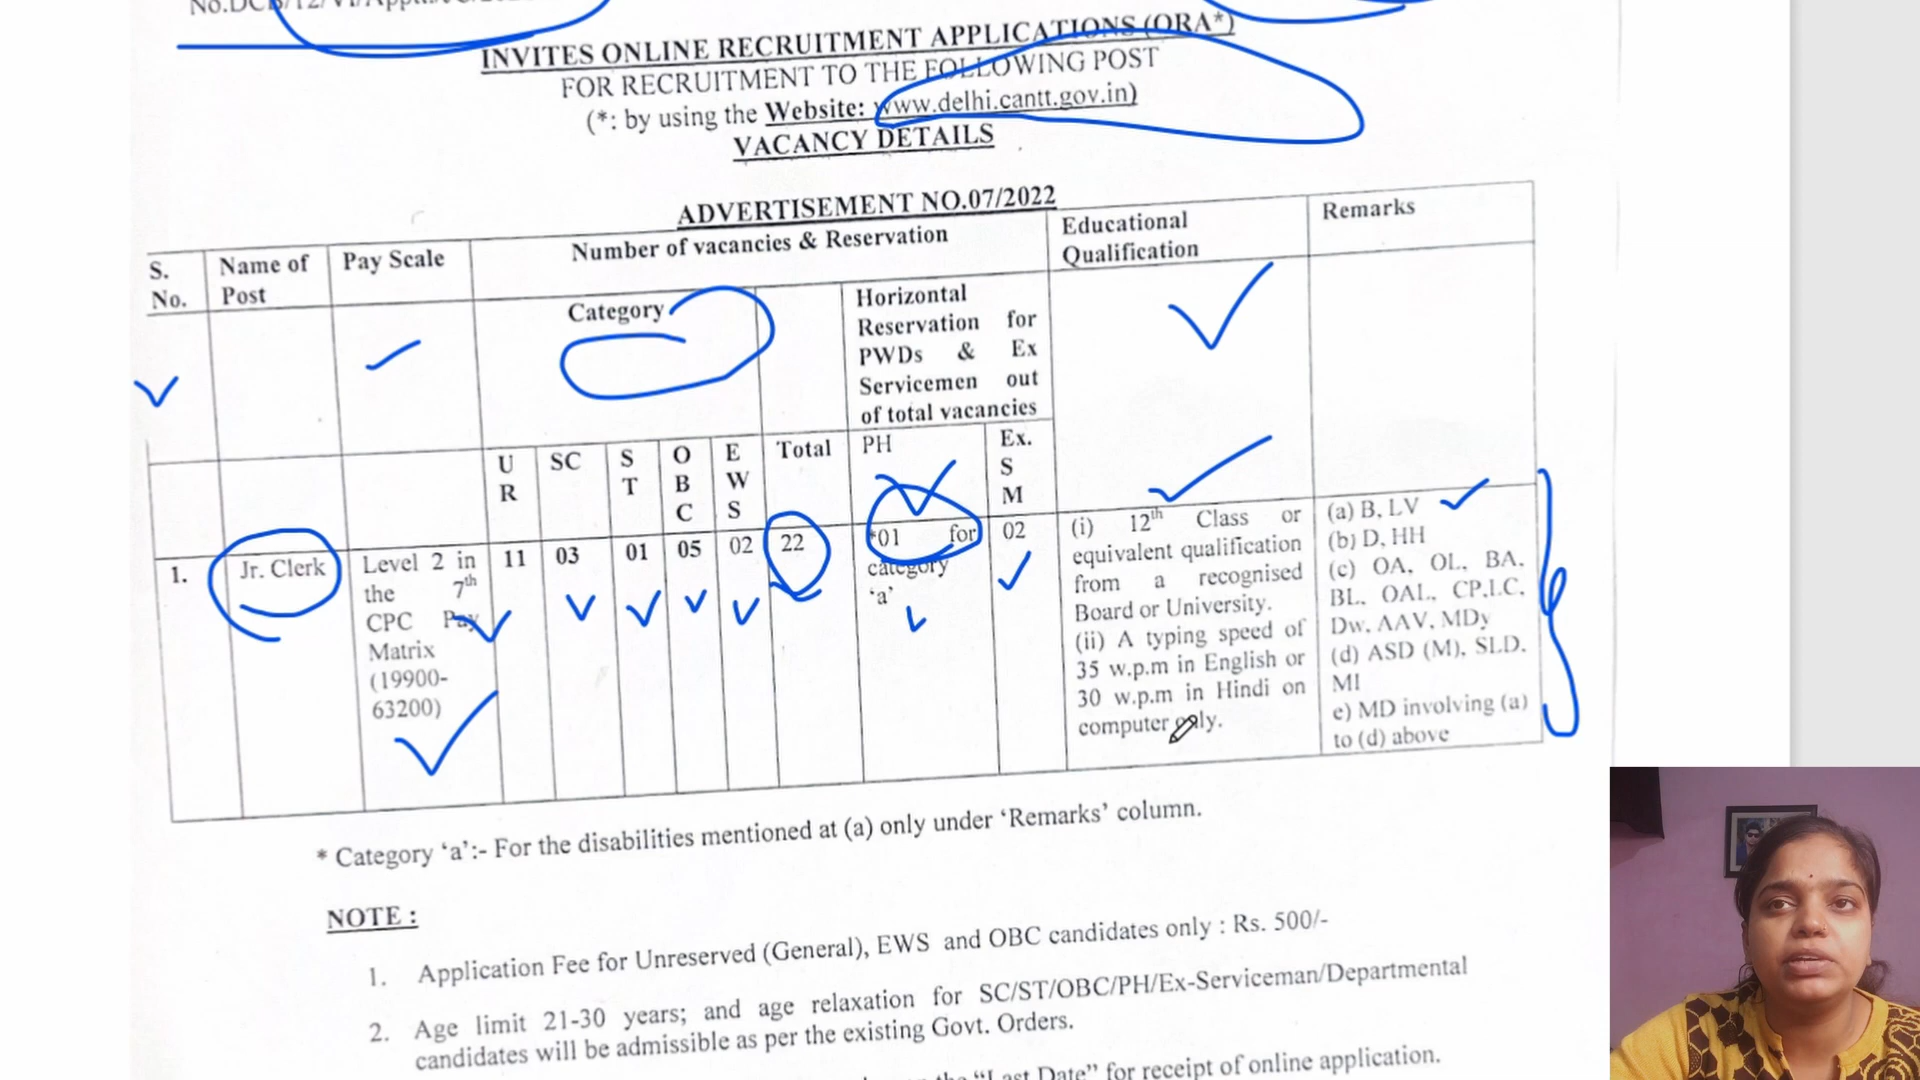 INVITES ONLINE RECRUITMENT APPLICATIONS (ORA*)
FOR RECRUITMENT TO THE FOLLOWING POST
(*: by using the Website: www.delhi.cantt.gov.in)
VACANCY DETAILS
ADVERTISEMENT NO.07/2022
S. No.
Name of Post
Pay Scale
Number of vacancies & Reservation
Educational Qualification
Remarks
Category
Horizontal
Reservation for
PWDs & Ex
Servicemen out
of total vacancies
UR
SC
ST
OBC
EWS
Total
PH
Ex. SM
1.
Jr. Clerk
Level 2 in
the 7th
CPC Pay
Matrix
(19900-
63200)
11
03
01
05
02
22
*01 for
category
‘a’
02
(i) 12th Class or
equivalent qualification
from a recognised
Board or University.
(ii) A typing speed of
35 w.p.m in English or
30 w.p.m in Hindi on
computer only.
(a) B, LV
(b) D, HH
(c) OA, OL, BA,
BL, OAL, CP,LC,
Dw, AAV, MDy
(d) ASD (M), SLD,
MI
e) MD involving (a)
to (d) above
* Category ‘a’:- For the disabilities mentioned at (a) only under ‘Remarks’ column.
NOTE :
1. Application Fee for Unreserved (General), EWS and OBC candidates only : Rs. 500/-
2. Age limit 21-30 years; and age relaxation for SC/ST/OBC/PH/Ex-Serviceman/Departmental
candidates will be admissible as per the existing Govt. Orders.
the “Last Date” for receipt of online application.